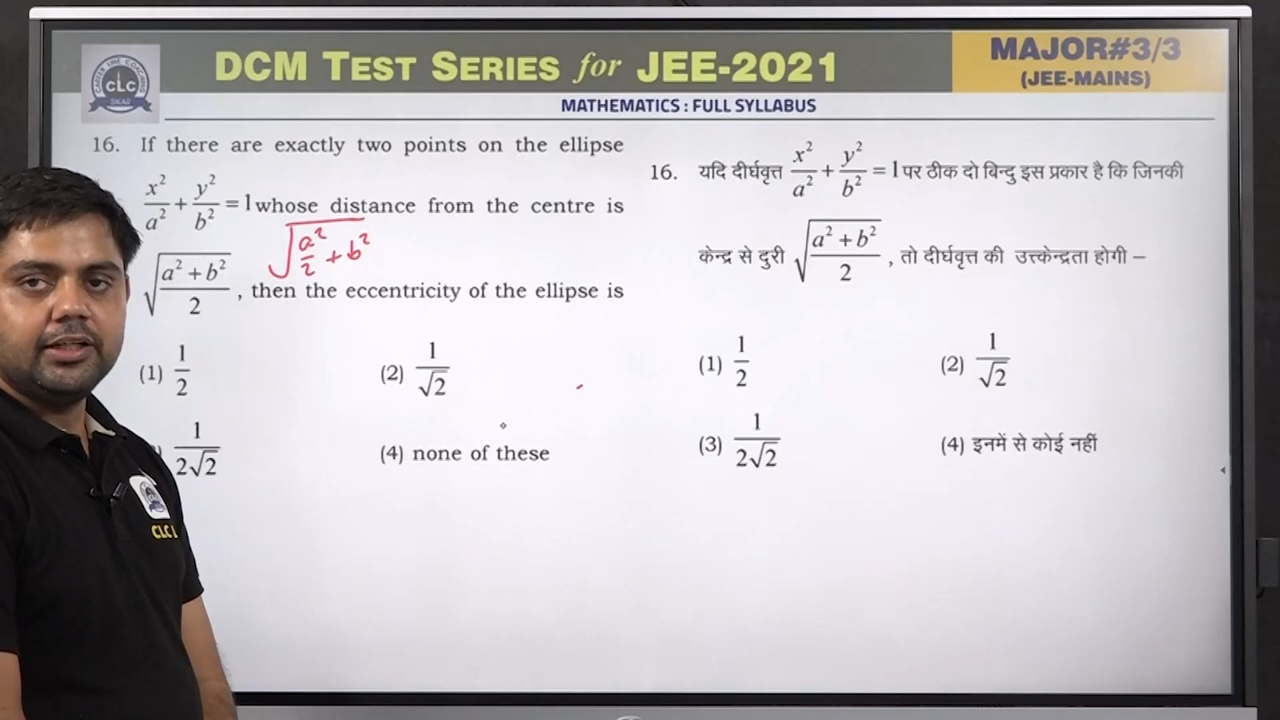 DCM TEST SERIES for JEE-2021
MAJOR#3/3
(JEE-MAINS)
CLC
SIKAR
MATHEMATICS : FULL SYLLABUS
16. If there are exactly two points on the ellipse
x²/a² + y²/b² = 1 whose distance from the centre is
√(a²/2 + b²)
√((a² + b²)/2) , then the eccentricity of the ellipse is
(1) 1/2
(2) 1/√2
) 1/(2√2)
(4) none of these
16. यदि दीर्घवृत्त x²/a² + y²/b² = 1 पर ठीक दो बिन्दु इस प्रकार है कि जिनकी
केन्द्र से दुरी √((a² + b²)/2) , तो दीर्घवृत्त की उत्त्केन्द्रता होगी –
(1) 1/2
(2) 1/√2
(3) 1/(2√2)
(4) इनमें से कोई नहीं
CLC